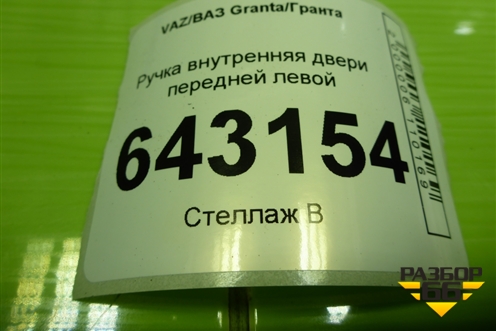 VAZ/ВАЗ Granta/Гранта
Ручка внутренняя двери
передней левой
643154
Стеллаж В
РАЗБОР
66